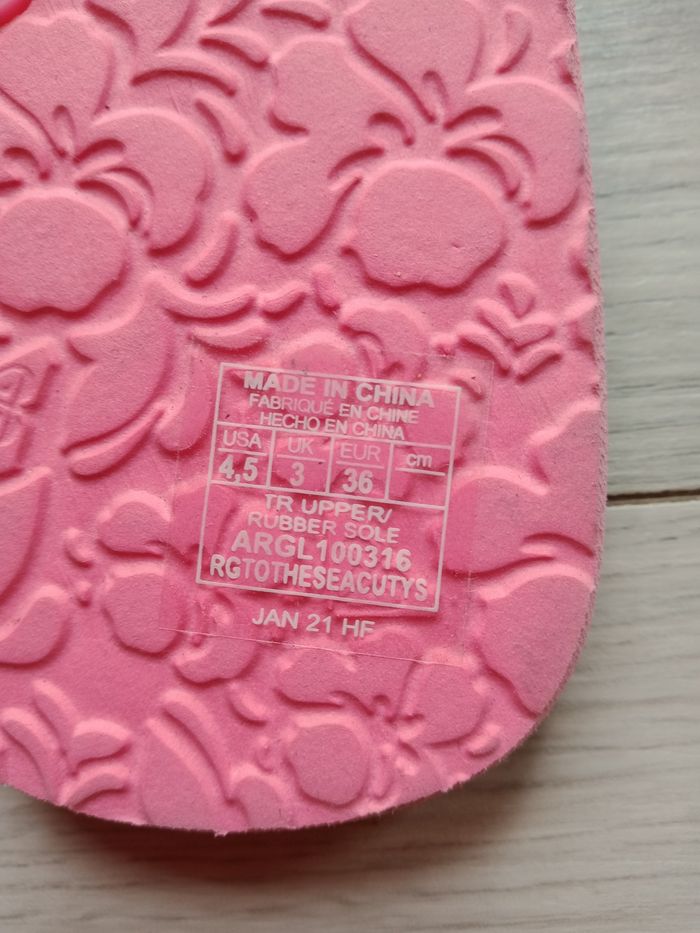 MADE IN CHINA
FABRIQUÉ EN CHINE
HECHO EN CHINA
USA UK EUR cm
4,5 3 36
TR UPPER/
RUBBER SOLE
ARGL100316
RGTOTHESEACUTYS
JAN 21 HF